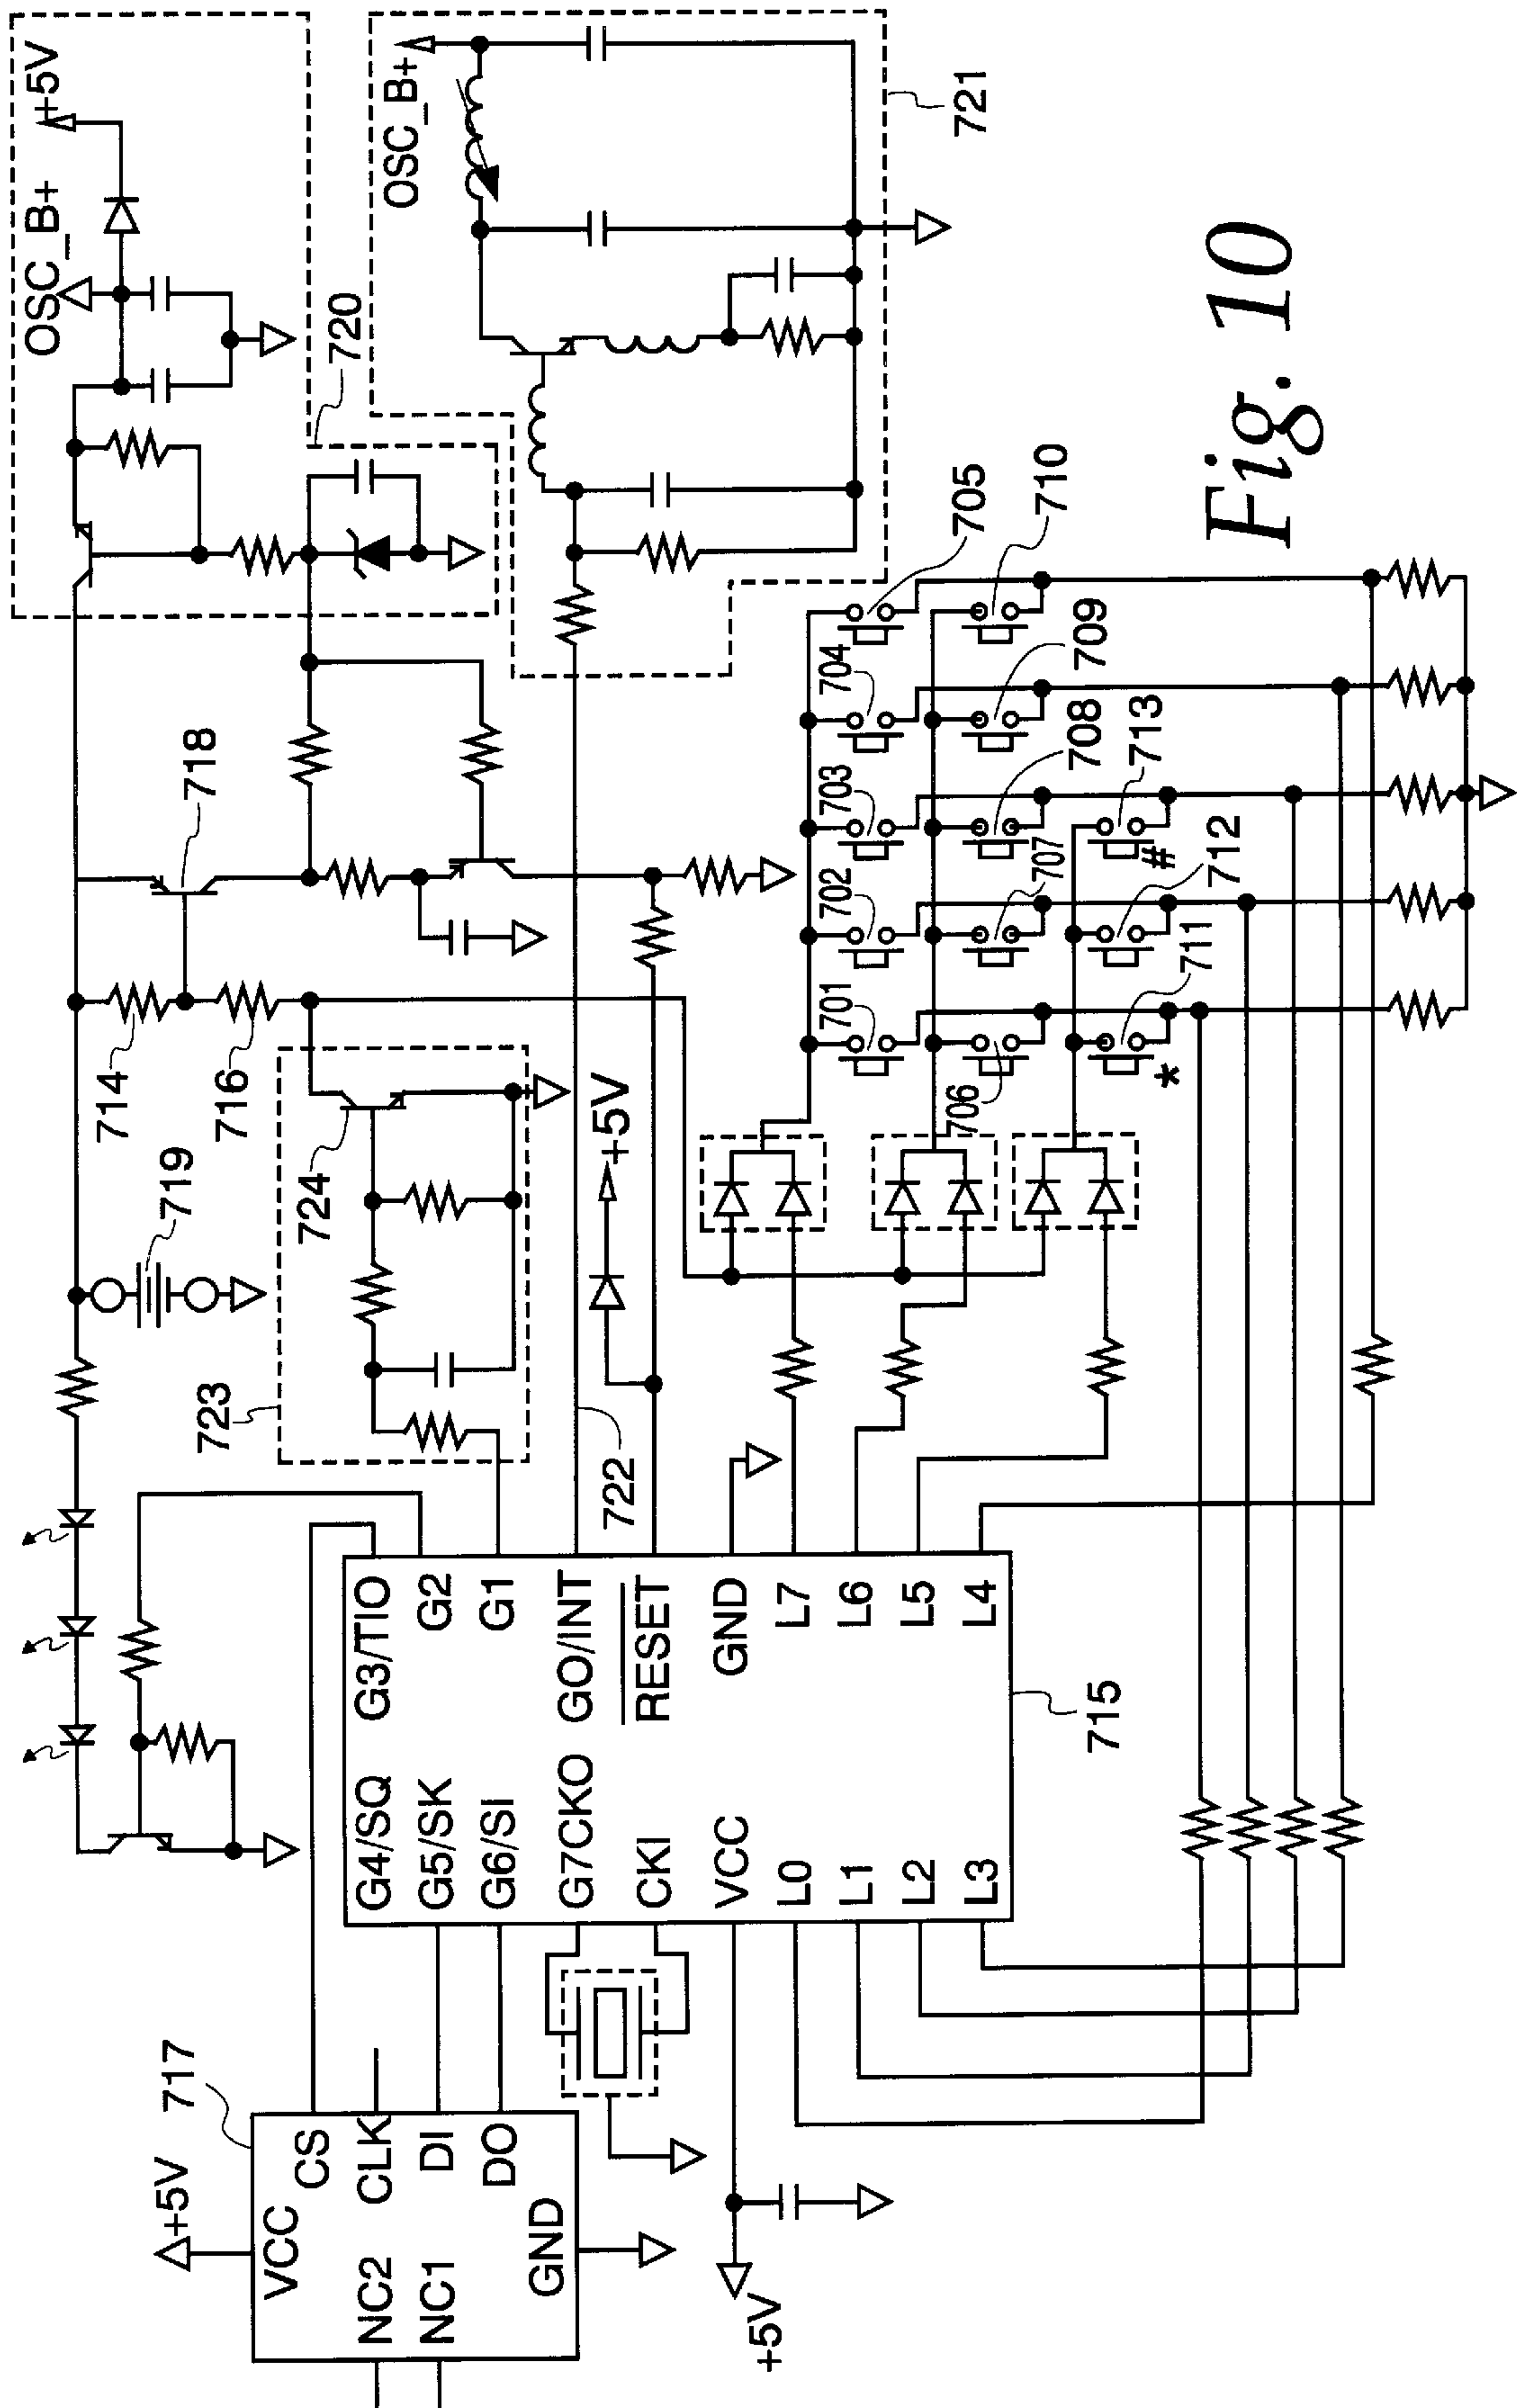 +5V
OSC_B+
720
OSC_B+
721
718
714
716
719
724
723
+5V
722
705
710
704
709
703
708
713
#
702
707
712
701
706
711
*
717
+5V
VCC
CS
CLK
DI
DO
NC2
NC1
GND
G3/TIO
G2
G1
GO/INT
RESET
GND
L7
L6
L5
L4
G4/SQ
G5/SK
G6/SI
G7CKO
CKI
VCC
L0
L1
L2
L3
715
+5V
Fig. 10